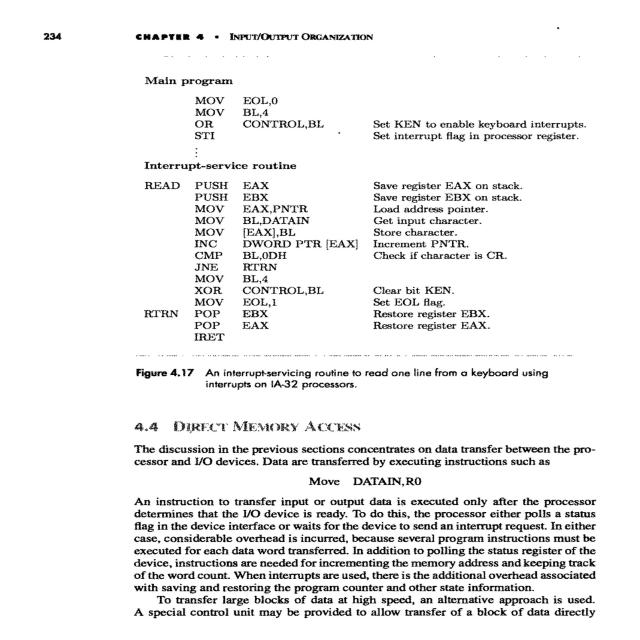 234 CHAPTER 4 • INPUT/OUTPUT ORGANIZATION
Main program
MOV EOL,0
MOV BL,4
OR CONTROL,BL Set KEN to enable keyboard interrupts.
STI Set interrupt flag in processor register.
⋮
Interrupt-service routine
READ PUSH EAX Save register EAX on stack.
PUSH EBX Save register EBX on stack.
MOV EAX,PNTR Load address pointer.
MOV BL,DATAIN Get input character.
MOV [EAX],BL Store character.
INC DWORD PTR [EAX] Increment PNTR.
CMP BL,0DH Check if character is CR.
JNE RTRN
MOV BL,4
XOR CONTROL,BL Clear bit KEN.
MOV EOL,1 Set EOL flag.
RTRN POP EBX Restore register EBX.
POP EAX Restore register EAX.
IRET
Figure 4.17 An interrupt-servicing routine to read one line from a keyboard using
interrupts on IA-32 processors.
4.4 DIRECT MEMORY ACCESS
The discussion in the previous sections concentrates on data transfer between the pro-
cessor and I/O devices. Data are transferred by executing instructions such as
Move DATAIN,R0
An instruction to transfer input or output data is executed only after the processor
determines that the I/O device is ready. To do this, the processor either polls a status
flag in the device interface or waits for the device to send an interrupt request. In either
case, considerable overhead is incurred, because several program instructions must be
executed for each data word transferred. In addition to polling the status register of the
device, instructions are needed for incrementing the memory address and keeping track
of the word count. When interrupts are used, there is the additional overhead associated
with saving and restoring the program counter and other state information.
To transfer large blocks of data at high speed, an alternative approach is used.
A special control unit may be provided to allow transfer of a block of data directly